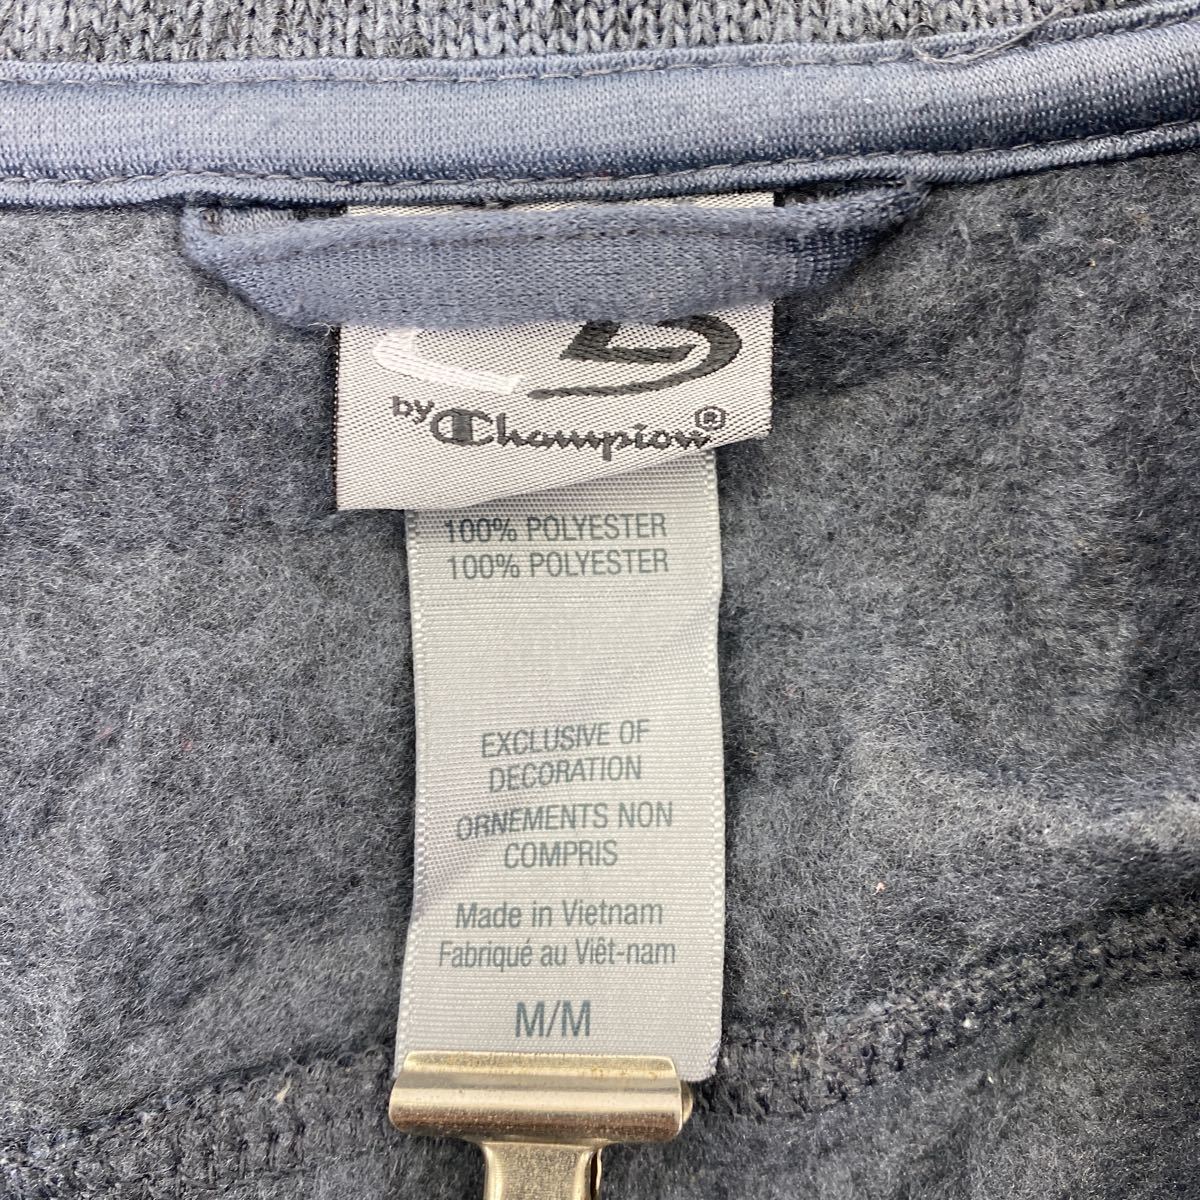 by Champion®
100% POLYESTER
100% POLYESTER
EXCLUSIVE OF
DECORATION
ORNEMENTS NON
COMPRIS
Made in Vietnam
Fabriqué au Viêt-nam
M/M